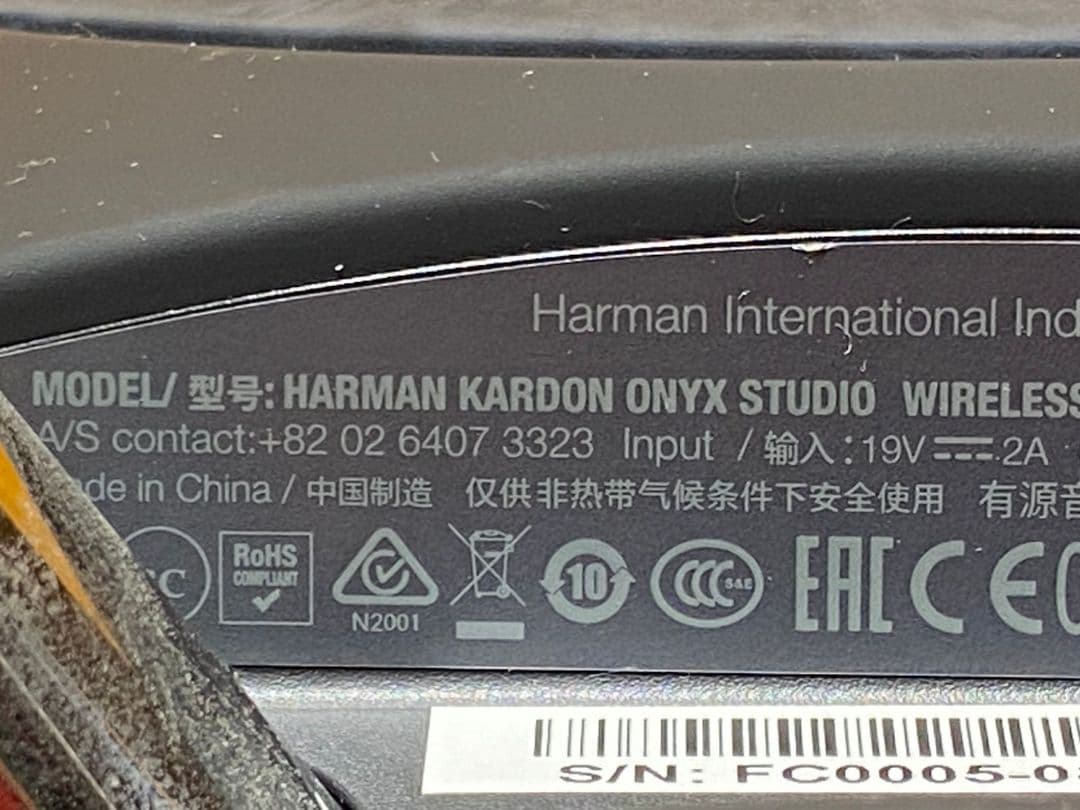 Harman International Ind
MODEL/ 型号: HARMAN KARDON ONYX STUDIO WIRELESS
A/S contact:+82 02 6407 3323 Input / 输入: 19V⎓2A
de in China / 中国制造 仅供非热带气候条件下安全使用 有源音
C RoHS COMPLIANT N2001 10 CCC S&E EAC CE
S/N: FC0005-0